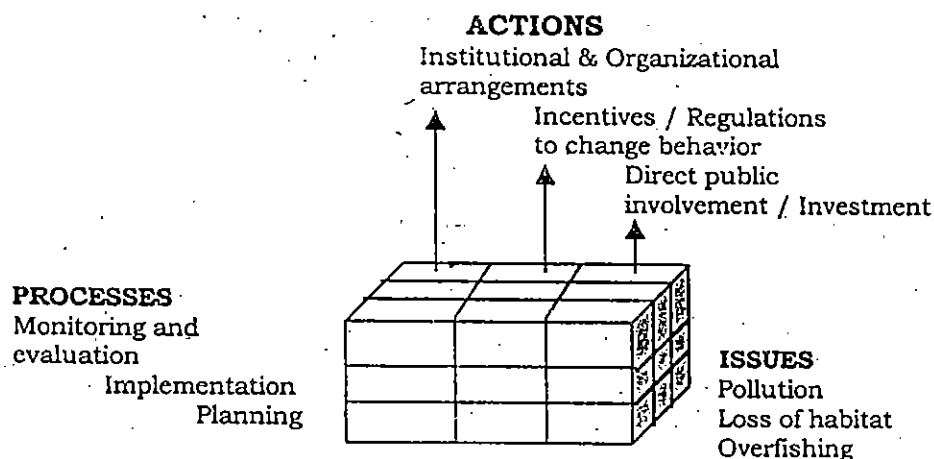 ACTIONS
Institutional & Organizational
arrangements
Incentives / Regulations
to change behavior
Direct public
involvement / Investment
PROCESSES
Monitoring and
evaluation
Implementation
Planning
ISSUES
Pollution
Loss of habitat
Overfishing